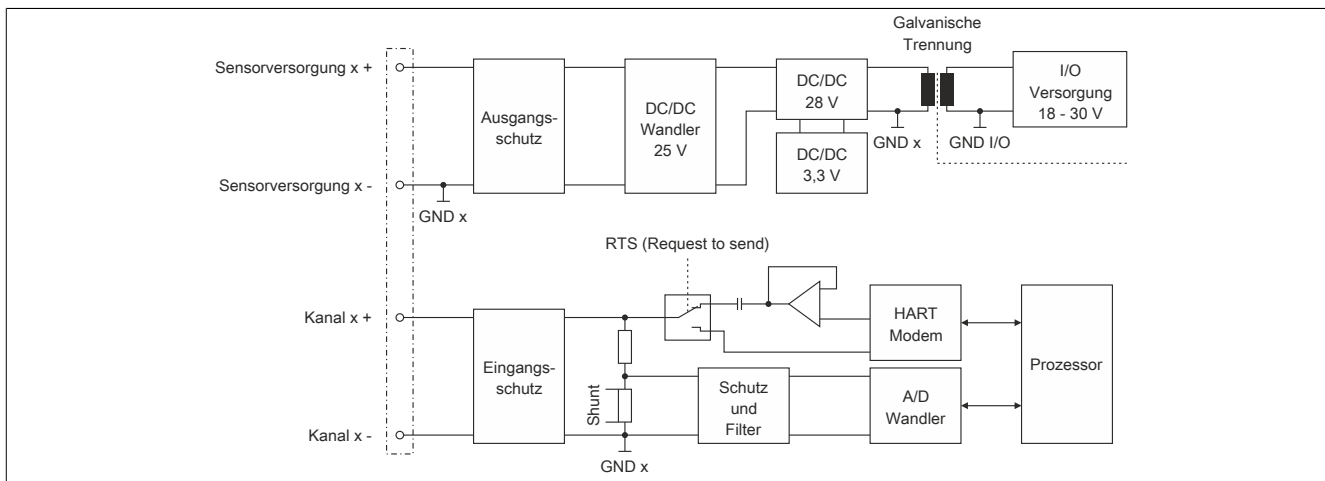 Galvanische
Trennung
Sensorversorgung x +
Ausgangs-
schutz
DC/DC
Wandler
25 V
DC/DC
28 V
I/O
Versorgung
18 - 30 V
GND x
GND I/O
DC/DC
3,3 V
Sensorversorgung x -
GND x
RTS (Request to send)
Kanal x +
Eingangs-
schutz
HART
Modem
Prozessor
Shunt
Schutz
und
Filter
A/D
Wandler
Kanal x -
GND x